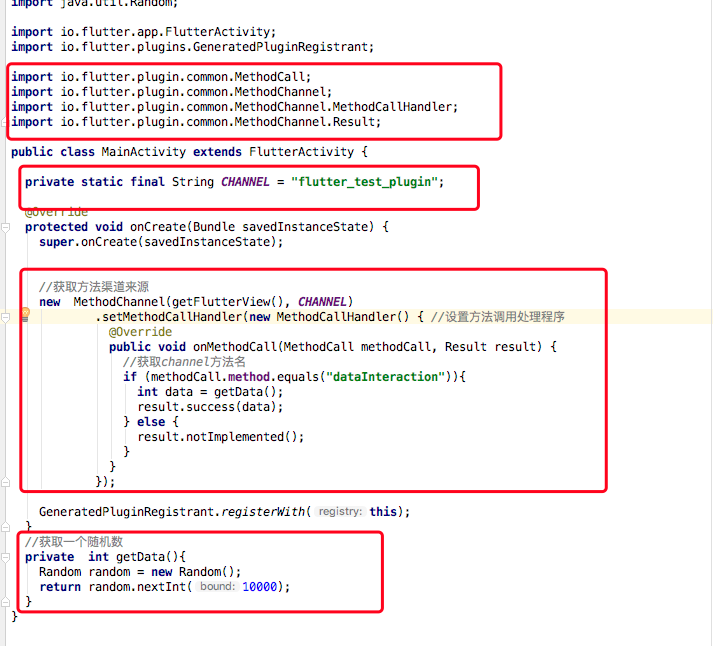 import java.util.Random;
import io.flutter.app.FlutterActivity;
import io.flutter.plugins.GeneratedPluginRegistrant;
import io.flutter.plugin.common.MethodCall;
import io.flutter.plugin.common.MethodChannel;
import io.flutter.plugin.common.MethodChannel.MethodCallHandler;
import io.flutter.plugin.common.MethodChannel.Result;
public class MainActivity extends FlutterActivity {
private static final String CHANNEL = "flutter_test_plugin";
@Override
protected void onCreate(Bundle savedInstanceState) {
super.onCreate(savedInstanceState);
//获取方法渠道来源
new  MethodChannel(getFlutterView(), CHANNEL)
.setMethodCallHandler(new MethodCallHandler() { //设置方法调用处理程序
@Override
public void onMethodCall(MethodCall methodCall, Result result) {
//获取channel方法名
if (methodCall.method.equals("dataInteraction")){
int data = getData();
result.success(data);
} else {
result.notImplemented();
}
}
});
GeneratedPluginRegistrant.registerWith( registry: this);
}
//获取一个随机数
private  int getData(){
Random random = new Random();
return random.nextInt( bound: 10000);
}
}